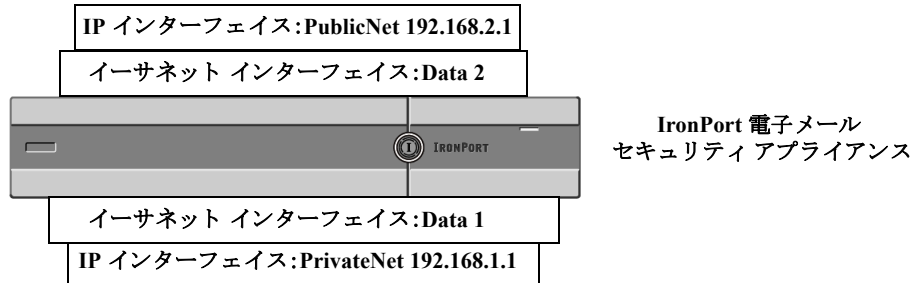 IP インターフェイス:PublicNet 192.168.2.1
イーサネット インターフェイス:Data 2
IronPort 電子メール
セキュリティ アプライアンス
IRONPORT
イーサネット インターフェイス:Data 1
IP インターフェイス:PrivateNet 192.168.1.1